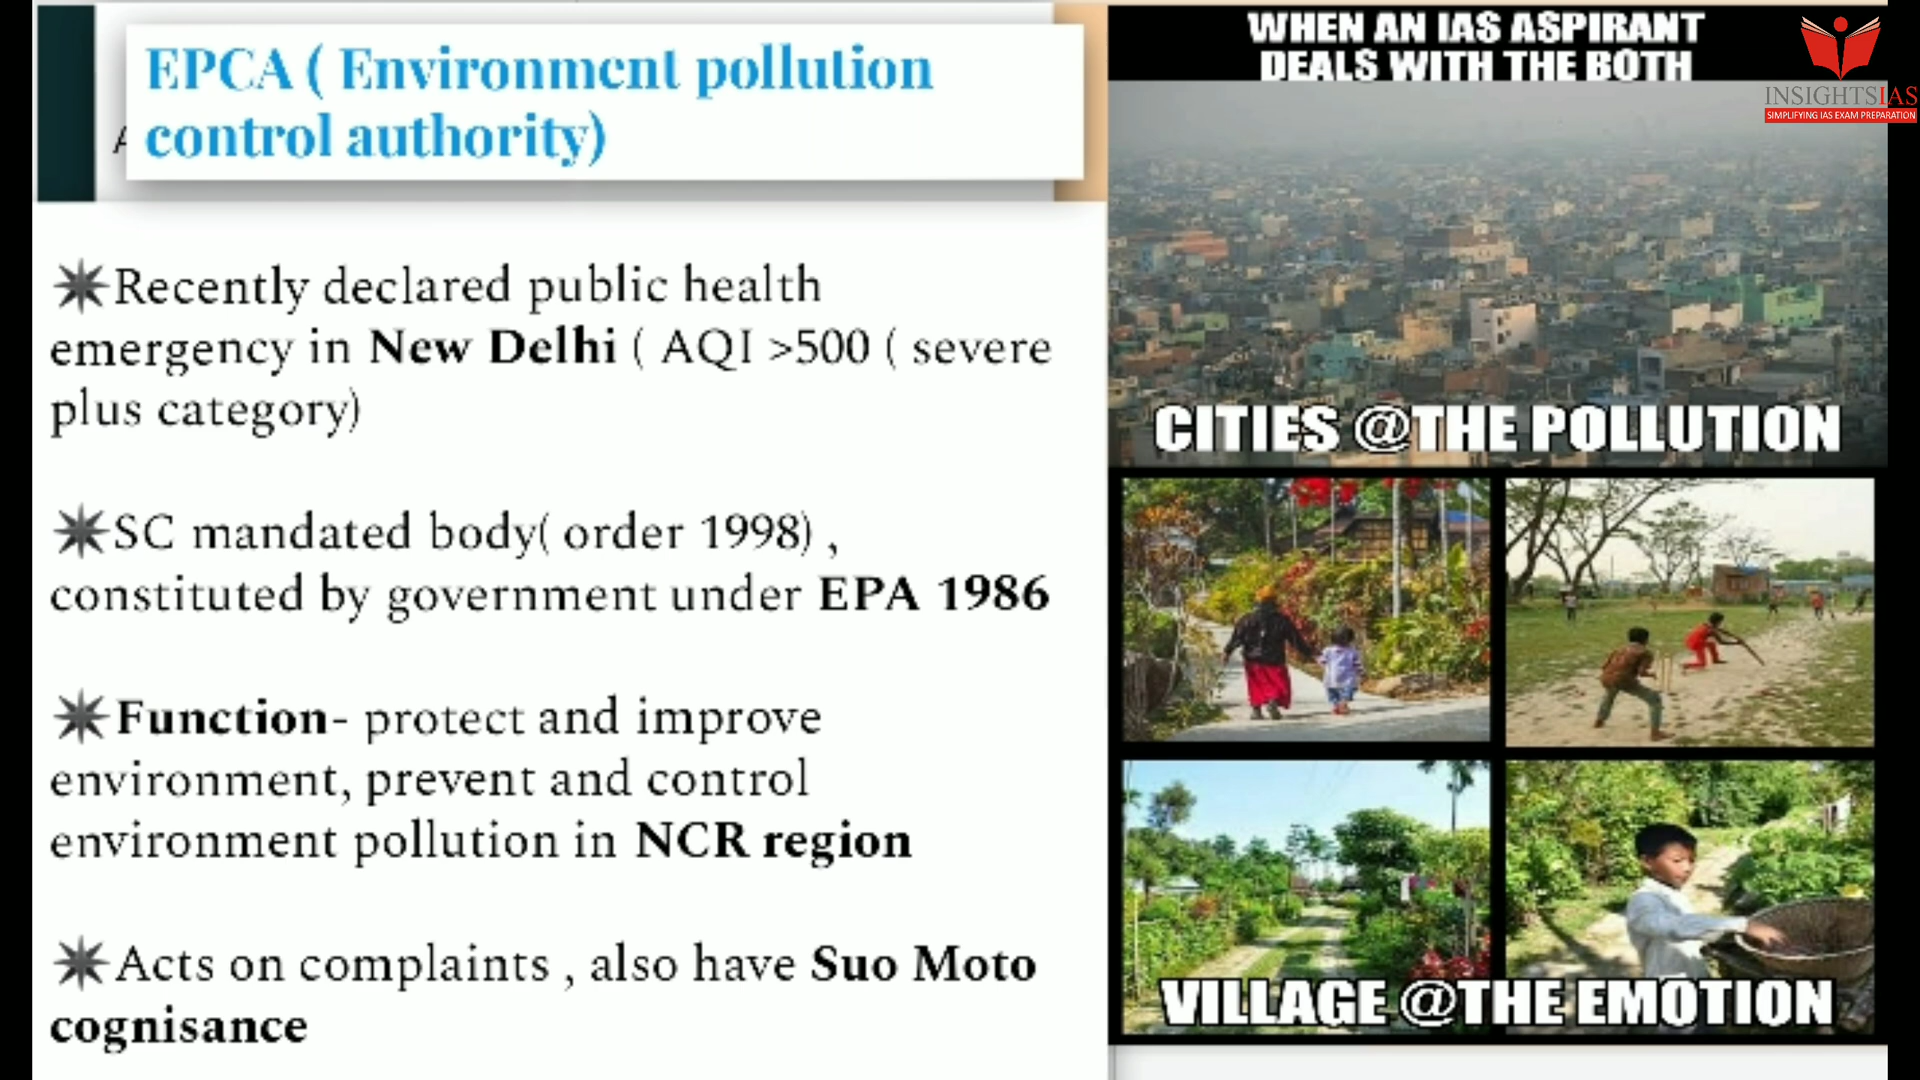 EPCA ( Environment pollution
control authority)
A
Recently declared public health
emergency in New Delhi ( AQI >500 ( severe
plus category)
SC mandated body( order 1998) ,
constituted by government under EPA 1986
Function- protect and improve
environment, prevent and control
environment pollution in NCR region
Acts on complaints , also have Suo Moto
cognisance
WHEN AN IAS ASPIRANT
DEALS WITH THE BOTH
INSIGHTSIAS
SIMPLIFYING IAS EXAM PREPARATION
CITIES @THE POLLUTION
VILLAGE @THE EMOTION